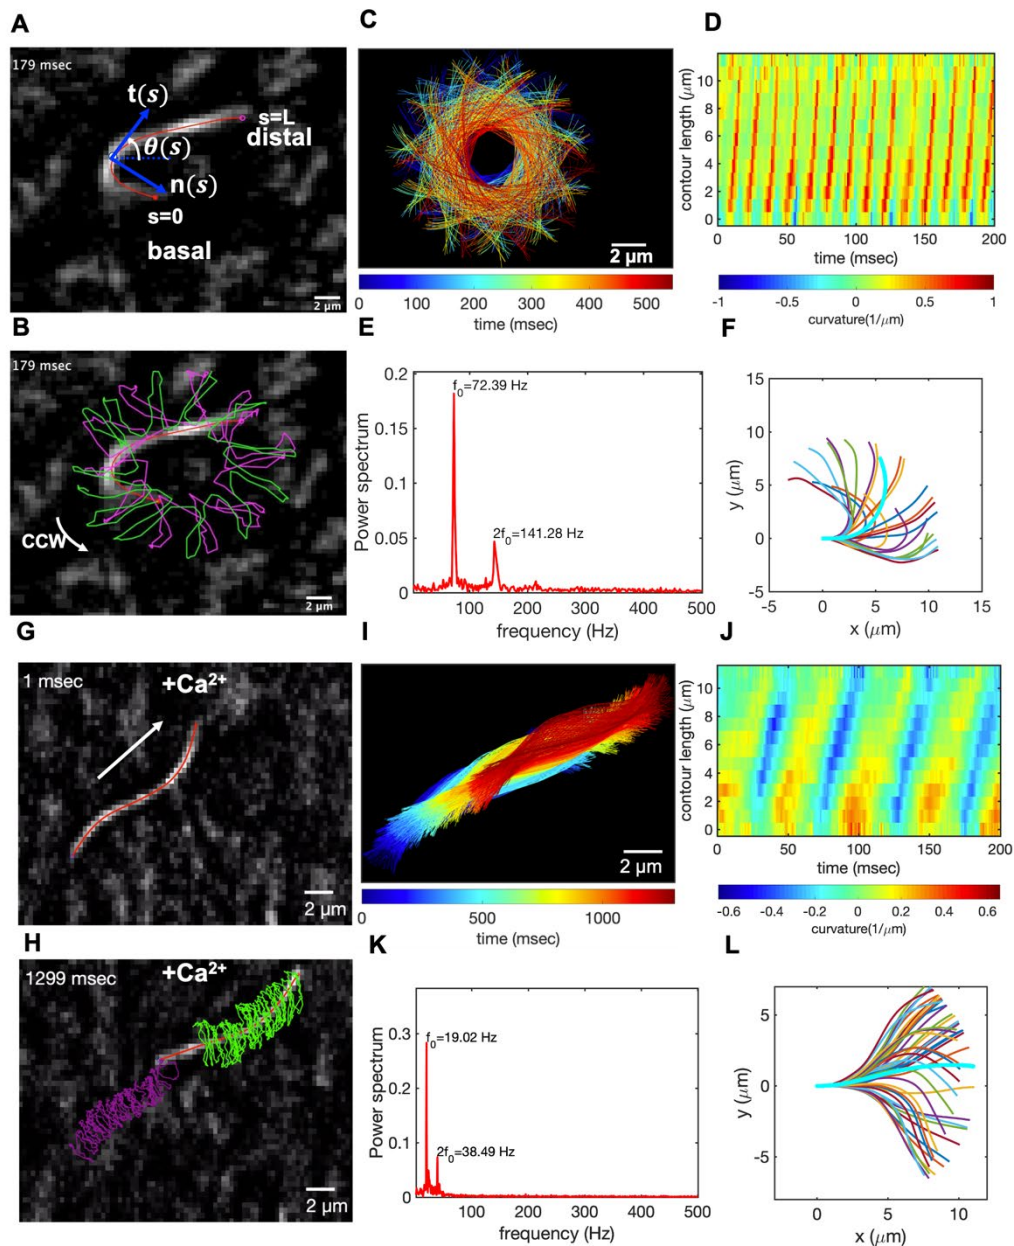 A
179 msec
t(s)
s=L
distal
θ(s)
n(s)
s=0
basal
2 μm
C
2 μm
0 100 200 300 400 500
time (msec)
D
contour length (μm)
10
8
6
4
2
0
0 50 100 150 200
time (msec)
-1 -0.5 0 0.5 1
curvature(1/μm)
B
179 msec
CCW
2 μm
E
Power spectrum
0.2
0.15
0.1
0.05
0
f₀=72.39 Hz
2f₀=141.28 Hz
100 200 300 400 500
frequency (Hz)
F
y (μm)
15
10
5
0
-5
-5 0 5 10 15
x (μm)
G
1 msec
+Ca²⁺
2 μm
I
2 μm
0 500 1000
time (msec)
J
contour length (μm)
10
8
6
4
2
0
0 50 100 150 200
time (msec)
-0.6 -0.4 -0.2 0 0.2 0.4 0.6
curvature(1/μm)
H
1299 msec
+Ca²⁺
2 μm
K
Power spectrum
0.3
0.2
0.1
0
f₀=19.02 Hz
2f₀=38.49 Hz
100 200 300 400 500
frequency (Hz)
L
y (μm)
5
0
-5
0 5 10
x (μm)